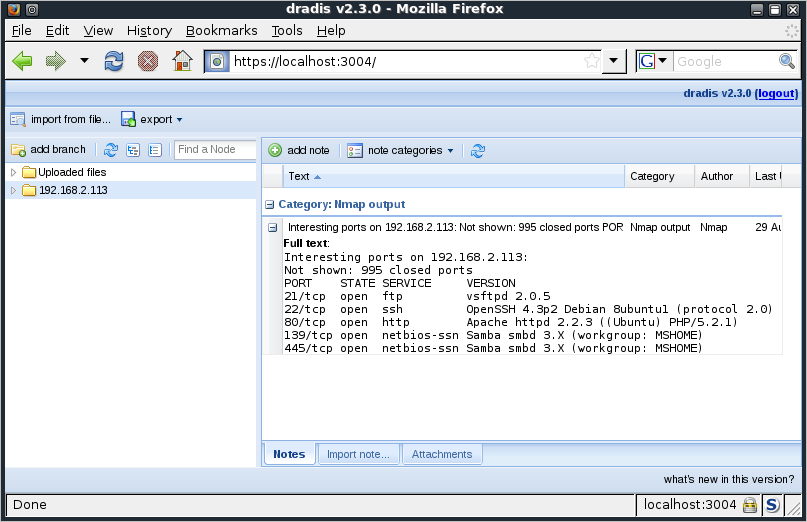 dradis v2.3.0 - Mozilla Firefox
File Edit View History Bookmarks Tools Help
https://localhost:3004/
G Google
dradis v2.3.0 (logout)
import from file... export
add branch Find a Node
add note note categories
Uploaded files
192.168.2.113
Text Category Author Last U
Category: Nmap output
Interesting ports on 192.168.2.113: Not shown: 995 closed ports POR Nmap output Nmap 29 Au
Full text:
Interesting ports on 192.168.2.113:
Not shown: 995 closed ports
PORT STATE SERVICE VERSION
21/tcp open ftp vsftpd 2.0.5
22/tcp open ssh OpenSSH 4.3p2 Debian 8ubuntu1 (protocol 2.0)
80/tcp open http Apache httpd 2.2.3 ((Ubuntu) PHP/5.2.1)
139/tcp open netbios-ssn Samba smbd 3.X (workgroup: MSHOME)
445/tcp open netbios-ssn Samba smbd 3.X (workgroup: MSHOME)
Notes Import note... Attachments
what's new in this version?
Done localhost:3004 S